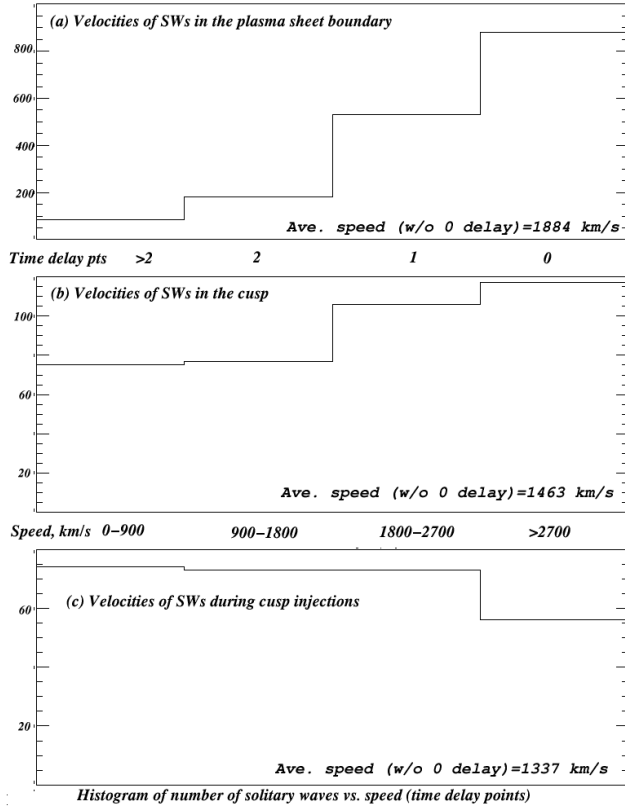 (a) Velocities of SWs in the plasma sheet boundary
800
600
400
200
Ave. speed (w/o 0 delay)=1884 km/s
Time delay pts >2 2 1 0
(b) Velocities of SWs in the cusp
100
60
20
Ave. speed (w/o 0 delay)=1463 km/s
Speed, km/s 0–900 900–1800 1800–2700 >2700
(c) Velocities of SWs during cusp injections
60
20
Ave. speed (w/o 0 delay)=1337 km/s
Histogram of number of solitary waves vs. speed (time delay points)